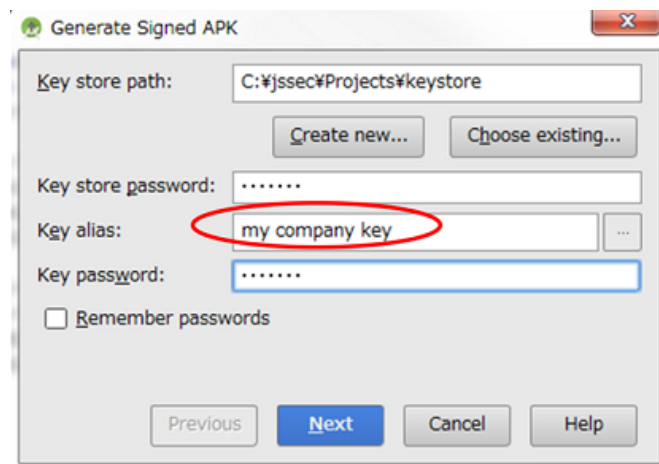 Generate Signed APK
Key store path: C:¥jssec¥Projects¥keystore
Create new... Choose existing...
Key store password: •••••••
Key alias: my company key ...
Key password: •••••••
Remember passwords
Previous Next Cancel Help